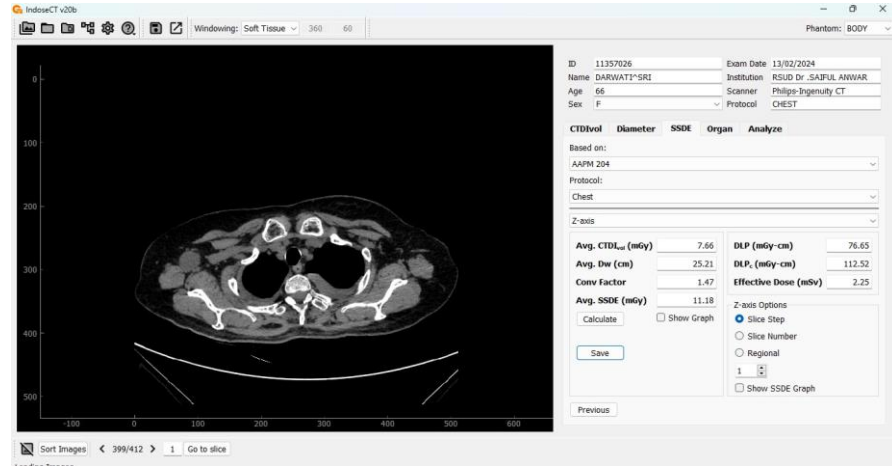 IndoseCT v20b
Windowing: Soft Tissue 360 60 Phantom: BODY
ID 11357026 Exam Date 13/02/2024
Name DARWATI^SRI Institution RSUD Dr .SAIFUL ANWAR
Age 66 Scanner Philips-Ingenuity CT
Sex F Protocol CHEST
CTDIvol Diameter SSDE Organ Analyze
Based on:
AAPM 204
Protocol:
Chest
Z-axis
Avg. CTDIvol (mGy) 7.66 DLP (mGy-cm) 76.65
Avg. Dw (cm) 25.21 DLPc (mGy-cm) 112.52
Conv Factor 1.47 Effective Dose (mSv) 2.25
Avg. SSDE (mGy) 11.18
Calculate Show Graph
Save
Z-axis Options
Slice Step
Slice Number
Regional
1
Show SSDE Graph
Previous
0
100
200
300
400
500
-100 0 100 200 300 400 500 600
Sort Images 399/412 1 Go to slice
Loading Images